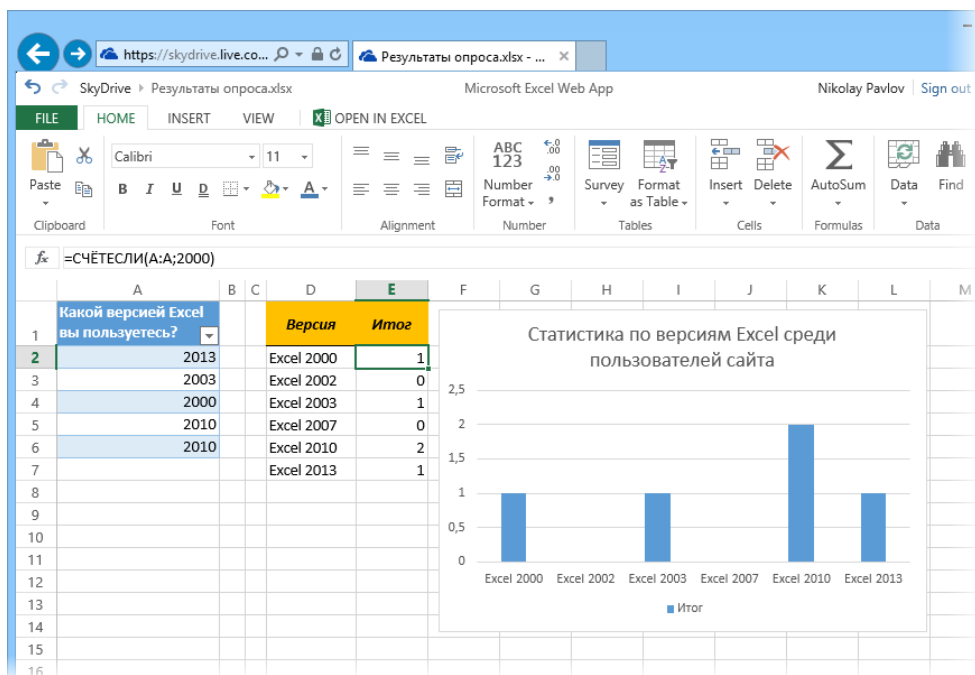 https://skydrive.live.co...
Результаты опроса.xlsx - ...
SkyDrive Результаты опроса.xlsx
Microsoft Excel Web App
Nikolay Pavlov Sign out
FILE HOME INSERT VIEW OPEN IN EXCEL
Calibri 11
ABC
123
Paste
B I U D A
Number
Format
Survey
Format
as Table
Insert Delete AutoSum Data Find
Clipboard Font Alignment Number Tables Cells Formulas Data
fx =СЧЁТЕСЛИ(A:A;2000)
A B C D E F G H I J K L M
1 Какой версией Excel
вы пользуетесь?
Версия Итог
2 2013 Excel 2000 1
3 2003 Excel 2002 0
4 2000 Excel 2003 1
5 2010 Excel 2007 0
6 2010 Excel 2010 2
7 Excel 2013 1
8
9
10
11
12
13
14
15
16
Статистика по версиям Excel среди
пользователей сайта
2,5
2
1,5
1
0,5
0
Excel 2000 Excel 2002 Excel 2003 Excel 2007 Excel 2010 Excel 2013
Итог